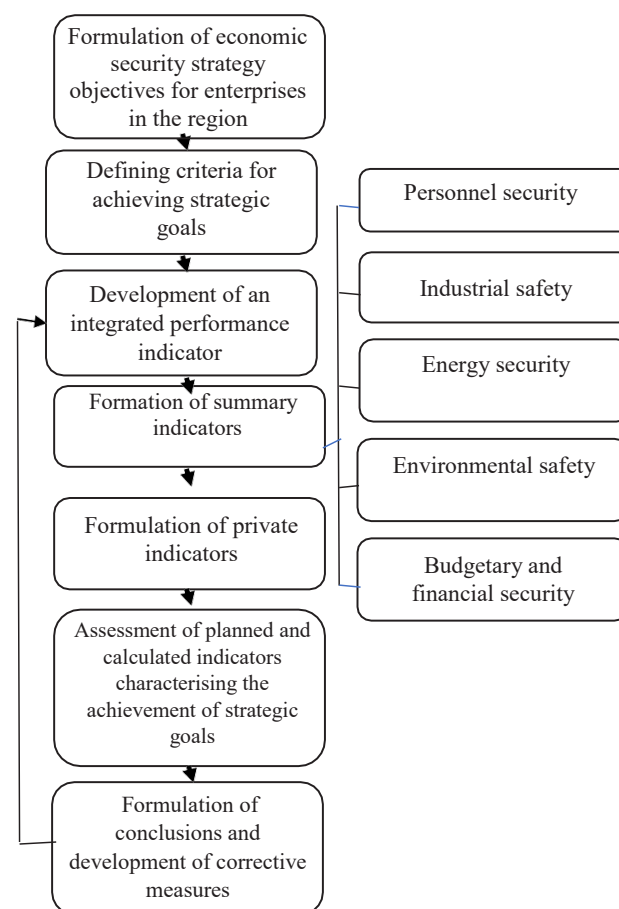 Formulation of economic
security strategy
objectives for enterprises
in the region
Defining criteria for
achieving strategic
goals
Development of an
integrated performance
indicator
Formation of summary
indicators
Formulation of private
indicators
Assessment of planned and
calculated indicators
characterising the
achievement of strategic
goals
Formulation of
conclusions and
development of corrective
measures
Personnel security
Industrial safety
Energy security
Environmental safety
Budgetary and
financial security